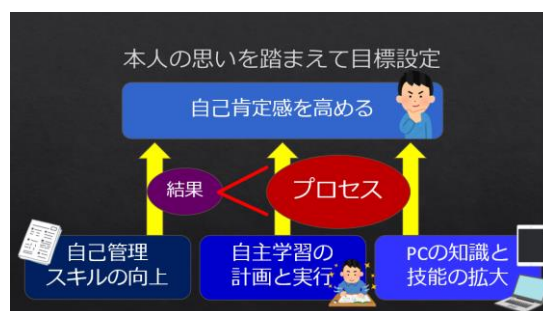 本人の思いを踏まえて目標設定
自己肯定感を高める
結果
プロセス
自己管理
スキルの向上
自主学習の
計画と実行
PCの知識と
技能の拡大